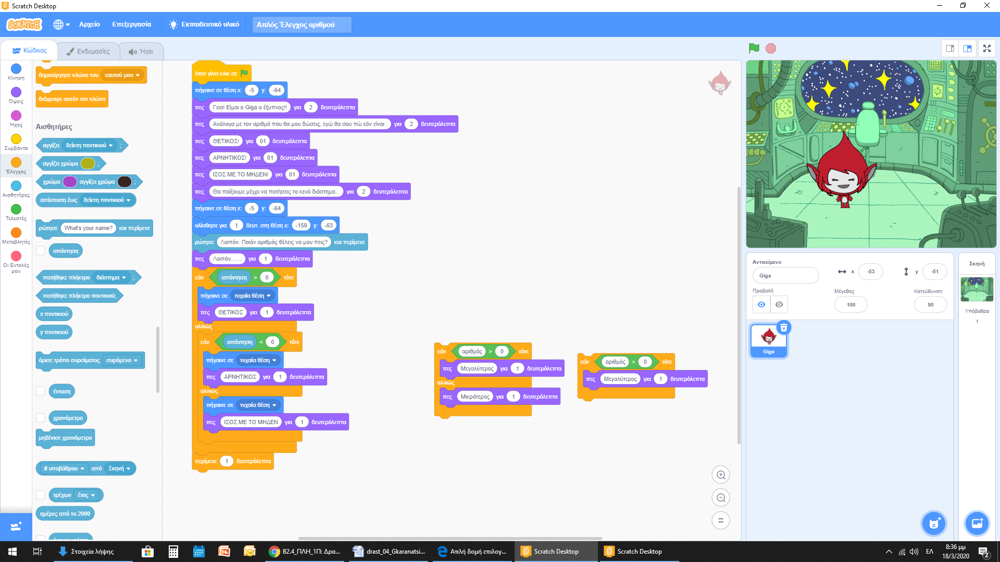 Scratch Desktop
SCRATCH
Αρχείο
Επεξεργασία
Εκπαιδευτικό υλικό
Απλός Έλεγχος αριθμού
Κώδικας
Ενδυμασίες
Ήχοι
Κίνηση
Όψεις
Ήχος
Συμβάντα
Έλεγχος
Αισθητήρες
Τελεστές
Μεταβλητές
Οι Εντολές
μου
δημιούργησε κλώνο του εαυτού μου
διάγραψε αυτόν τον κλώνο
Αισθητήρες
αγγίζει δείκτη ποντικιού ;
αγγίζει χρώμα ;
χρώμα αγγίζει χρώμα ;
απόσταση έως δείκτη ποντικιού
ρώτησε What's your name? και περίμενε
απάντηση
πατήθηκε πλήκτρο διάστημα ;
πατήθηκε πλήκτρο ποντικιού;
x ποντικιού
y ποντικιού
όρισε τρόπο συρσίματος συρόμενο
ένταση
χρονόμετρο
μηδένισε χρονόμετρο
# υποβάθρου από Σκηνή
τρέχων έτος
ημέρες από το 2000
όταν γίνει κλικ σε
πήγαινε σε θέση x: -5 y: -64
πες Γεια! Είμαι ο Giga ο έξυπνος!! για 2 δευτερόλεπτα
πες Ανάλογα με τον αριθμό που θα μου δώσεις, εγώ θα σου πώ εάν είναι : για 2 δευτερόλεπτα
πες ΘΕΤΙΚΟΣ! για 01 δευτερόλεπτα
πες ΑΡΝΗΤΙΚΟΣ! για 01 δευτερόλεπτα
πες ΙΣΟΣ ΜΕ ΤΟ ΜΗΔΕΝ! για 01 δευτερόλεπτα
πες Θα παίξουμε μέχρι να πατήσεις το κενό διάστημα.. για 2 δευτερόλεπτα
πήγαινε σε θέση x: -5 y: -64
ολίσθησε για 1 δευτ. στη θέση x: -159 y: -63
ρώτησε Λοιπόν. Ποιόν αριθμός θέλεις να μου πεις? και περίμενε
πες Λοιπόν....... για 1 δευτερόλεπτα
εάν απάντηση > 0 τότε
πήγαινε σε τυχαία θέση
πες ΘΕΤΙΚΟΣ για 1 δευτερόλεπτα
αλλιώς
εάν απάντηση < 0 τότε
πήγαινε σε τυχαία θέση
πες ΑΡΝΗΤΙΚΟΣ για 1 δευτερόλεπτα
αλλιώς
πήγαινε σε τυχαία θέση
πες ΙΣΟΣ ΜΕ ΤΟ ΜΗΔΕΝ για 1 δευτερόλεπτα
περίμενε 1 δευτερόλεπτα
εάν αριθμός > 0 τότε
πες Μεγαλύτερος για 1 δευτερόλεπτα
αλλιώς
πες Μικρότερος για 1 δευτερόλεπτα
εάν αριθμός > 0 τότε
πες Μεγαλύτερος για 1 δευτερόλεπτα
Αντικείμενο
Giga
x -53
y -51
Προβολή
Μέγεθος
100
Κατεύθυνση
90
Giga
Σκηνή
Υπόβαθρα
1
Στοιχεία λήψης
B2.4_ΠΛΗ_1Π: Δρα...
drast_04_Gkaranatsi...
Απλή δομή επιλογ...
Scratch Desktop
Scratch Desktop
ΕΛ
8:36 μμ
18/3/2020
2